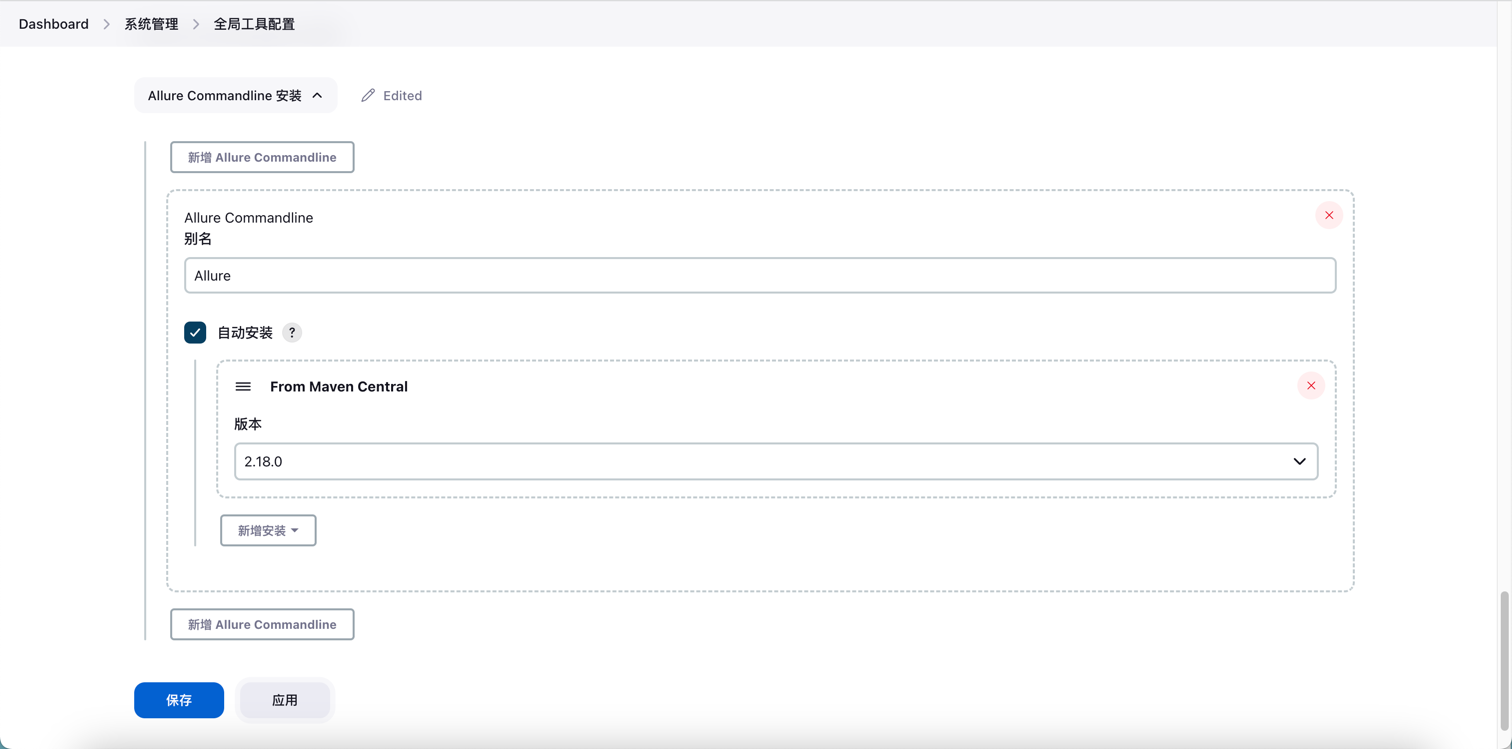 Dashboard > 系统管理 > 全局工具配置
Allure Commandline 安装 Edited
新增 Allure Commandline
Allure Commandline
别名
Allure
自动安装 ?
From Maven Central
版本
2.18.0
新增安装
新增 Allure Commandline
保存 应用